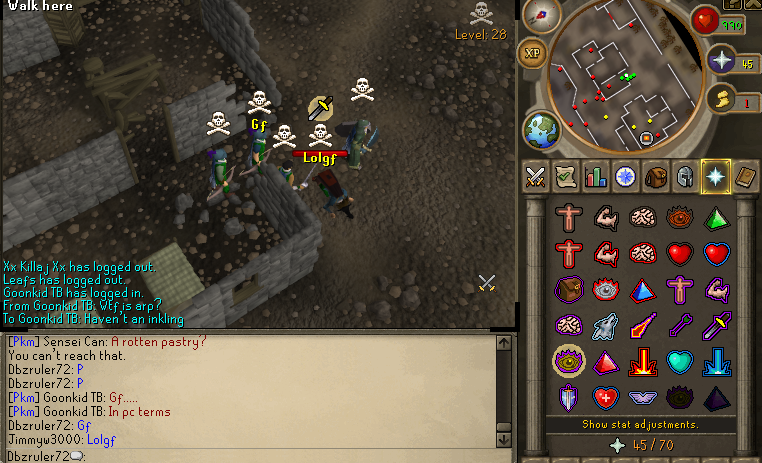 Walk here
Level: 28
990
XP
45
1
Gf
Lolgf
Xx Killaj Xx has logged out.
Leafs has logged out.
Goonkid TB has logged in.
From Goonkid TB: Wtf is arp?
To Goonkid TB: Haven't an inkling
[Pkm] Sensei Can: A rotten pastry?
You can't reach that.
Dbzruler72: P
Dbzruler72: P
[Pkm] Goonkid TB: Gf.....
[Pkm] Goonkid TB: In pc terms
Dbzruler72: Gf
Jimmyw3000: Lolgf
Dbzruler72:
Show stat adjustments.
45 / 70